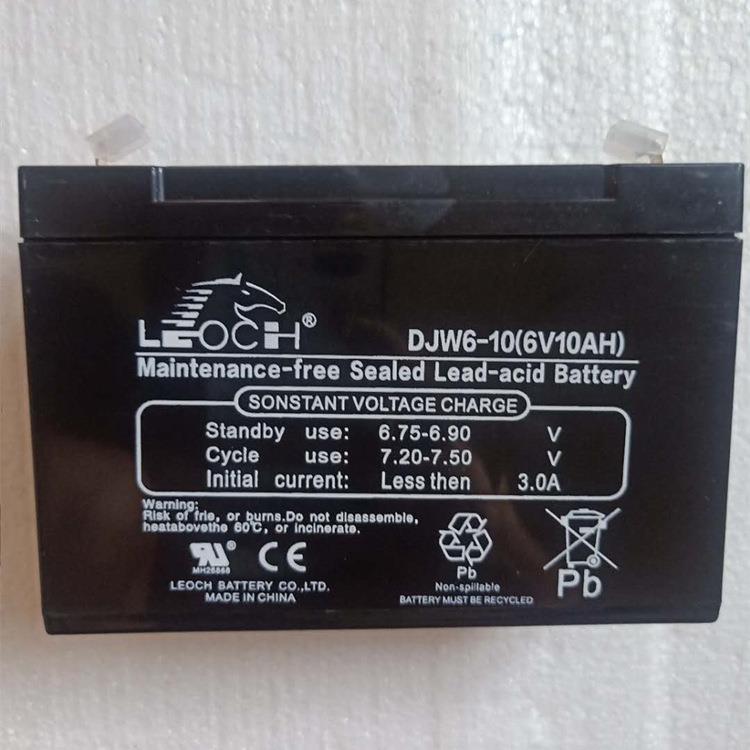 LEOCH®
DJW6-10(6V10AH)
Maintenance-free Sealed Lead-acid Battery
SONSTANT VOLTAGE CHARGE
Standby use: 6.75-6.90 V
Cycle use: 7.20-7.50 V
Initial current: Less then 3.0A
Warning:
Risk of frie, or burns.Do not disassemble,
heatabovethe 60℃, or incinerate.
RU® CE
MH26866
LEOCH BATTERY CO.,LTD.
MADE IN CHINA
Pb
Non-spillable
BATTERY MUST BE RECYCLED
Pb